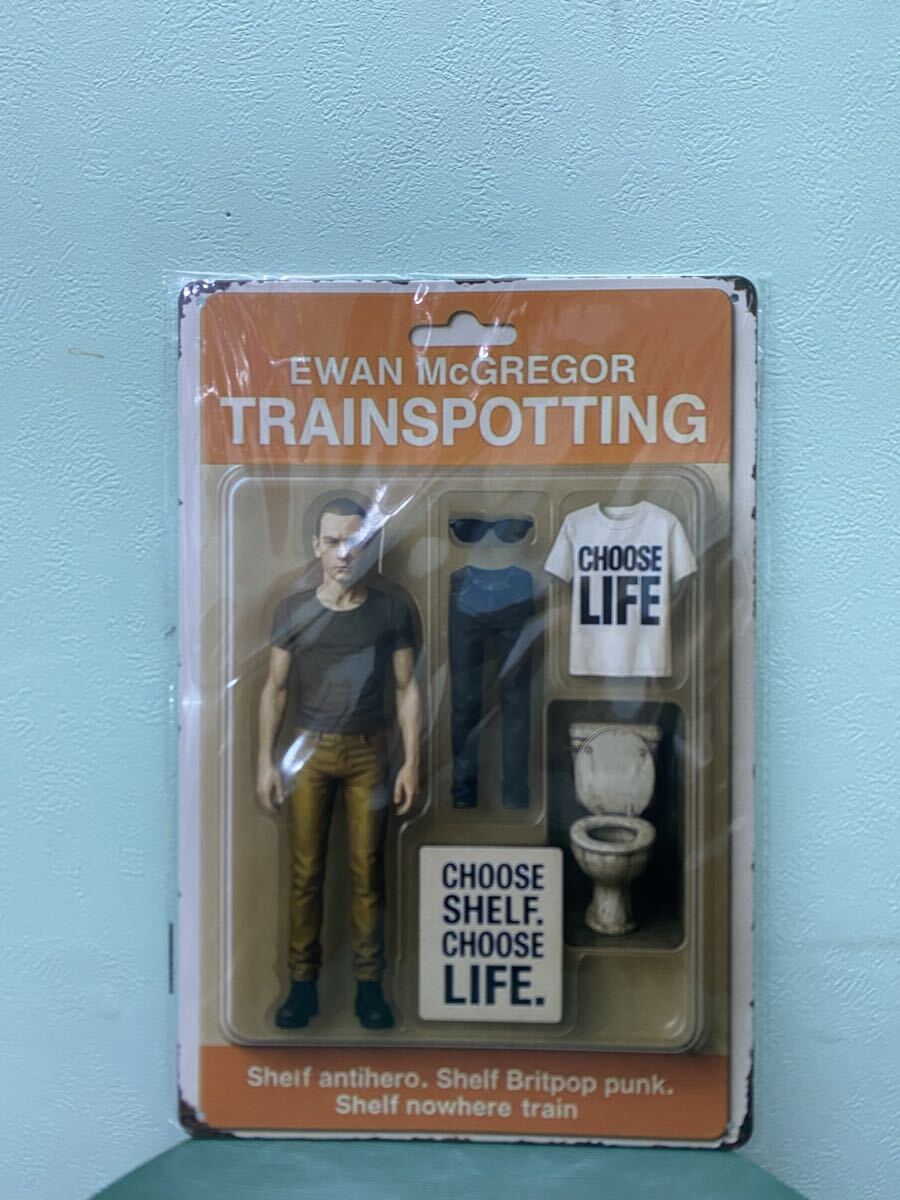 EWAN McGREGOR
TRAINSPOTTING
CHOOSE
LIFE
CHOOSE
SHELF.
CHOOSE
LIFE.
Shelf antihero. Shelf Britpop punk.
Shelf nowhere train